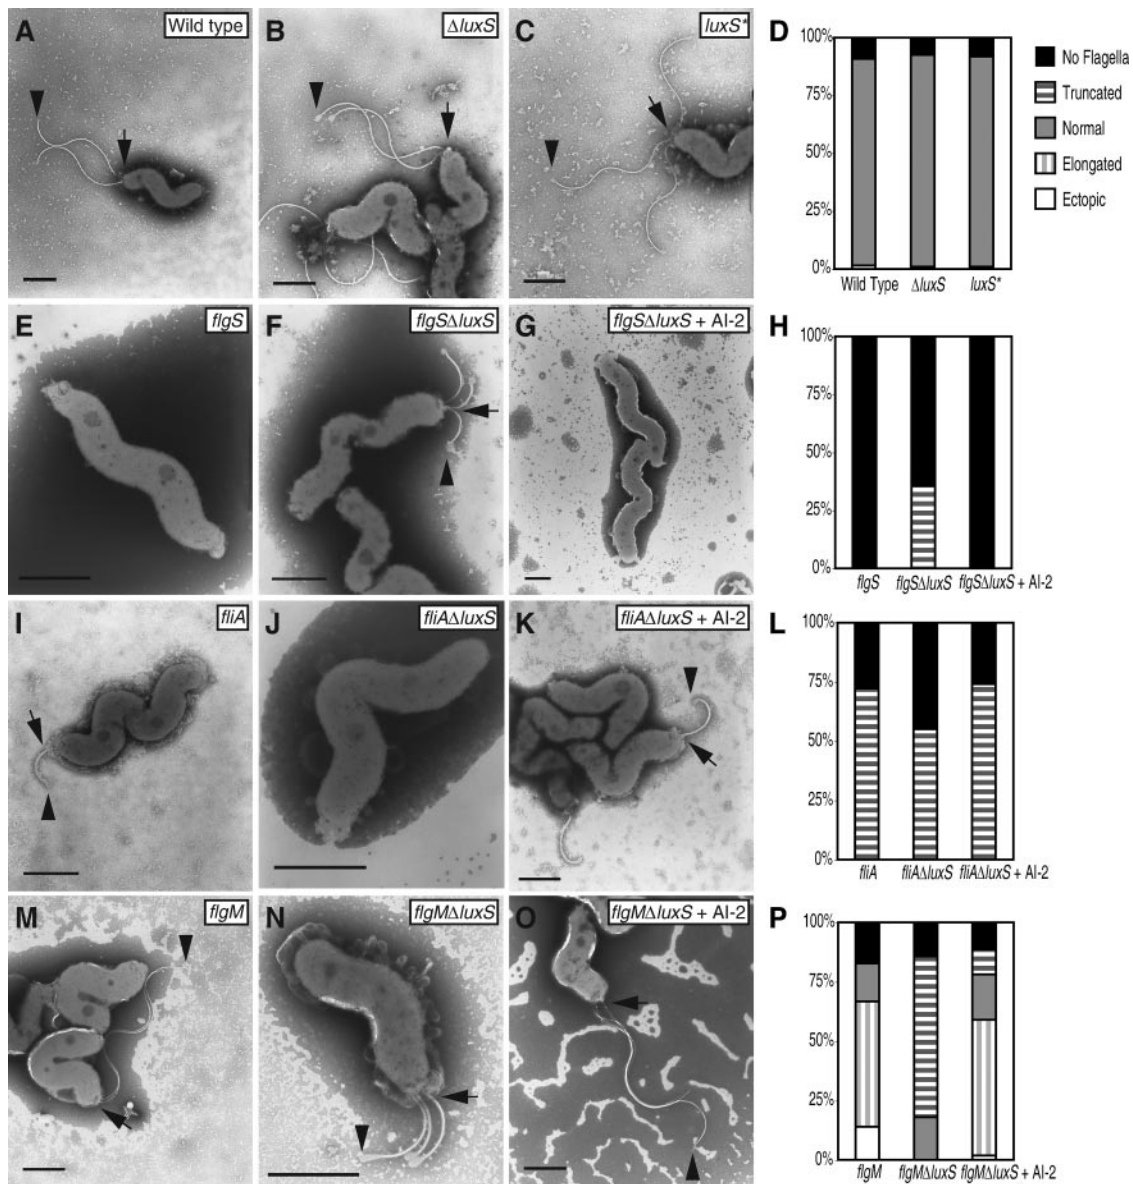 A Wild type
B ΔluxS
C luxS*
D
100%
75%
50%
25%
0%
Wild Type ΔluxS luxS*
No Flagella
Truncated
Normal
Elongated
Ectopic
E flgS
F flgSΔluxS
G flgSΔluxS + AI-2
H
100%
75%
50%
25%
0%
flgS flgSΔluxS flgSΔluxS + AI-2
I fliA
J fliAΔluxS
K fliAΔluxS + AI-2
L
100%
75%
50%
25%
0%
fliA fliAΔluxS fliAΔluxS + AI-2
M flgM
N flgMΔluxS
O flgMΔluxS + AI-2
P
100%
75%
50%
25%
0%
flgM flgMΔluxS flgMΔluxS + AI-2